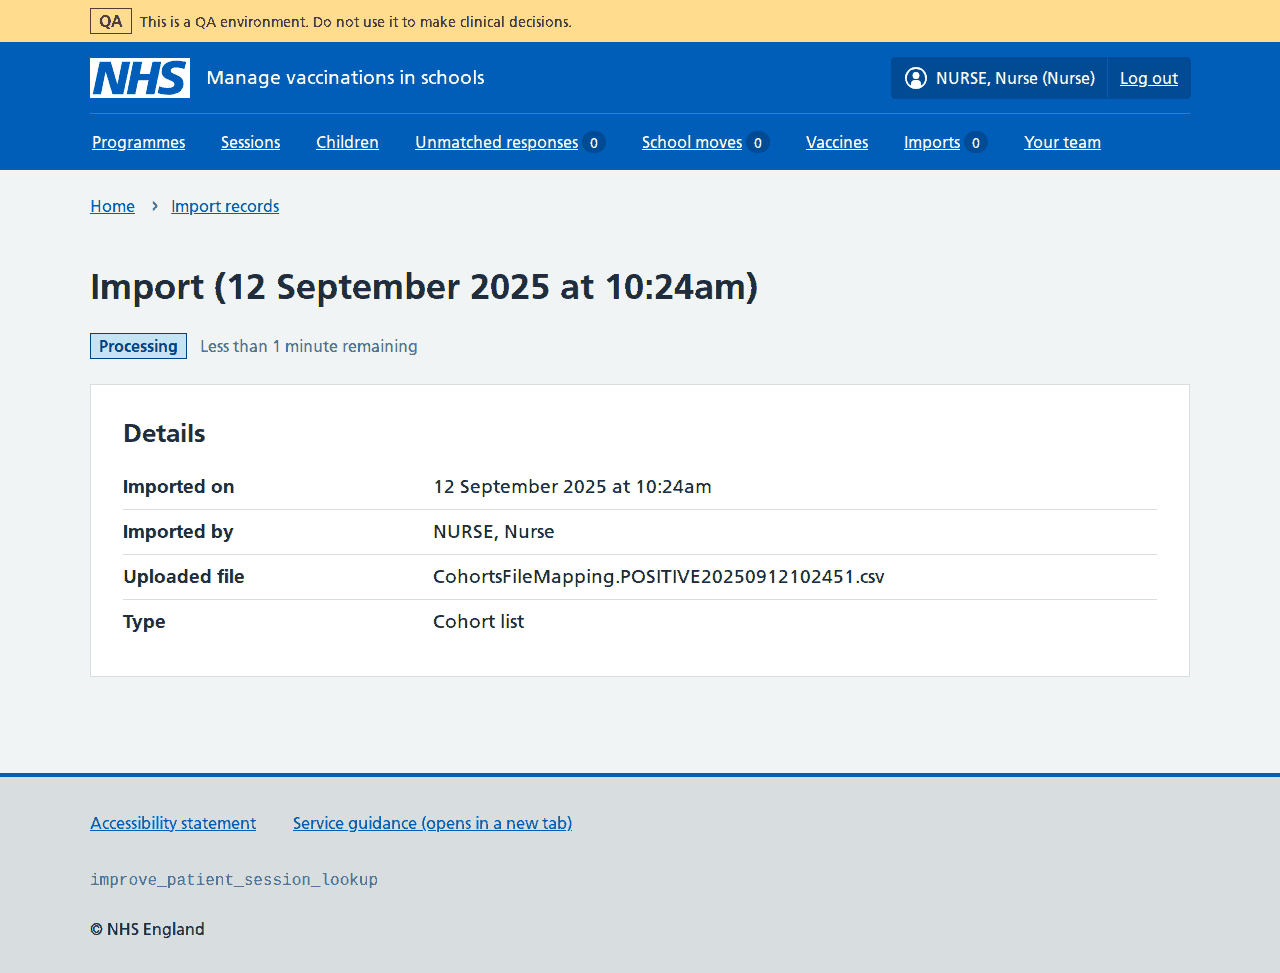 QA This is a QA environment. Do not use it to make clinical decisions.
NHS Manage vaccinations in schools NURSE, Nurse (Nurse) Log out
Programmes Sessions Children Unmatched responses 0 School moves 0 Vaccines Imports 0 Your team
Home Import records
Import (12 September 2025 at 10:24am)
Processing Less than 1 minute remaining
Details
Imported on 12 September 2025 at 10:24am
Imported by NURSE, Nurse
Uploaded file CohortsFileMapping.POSITIVE20250912102451.csv
Type Cohort list
Accessibility statement Service guidance (opens in a new tab)
improve_patient_session_lookup
© NHS England